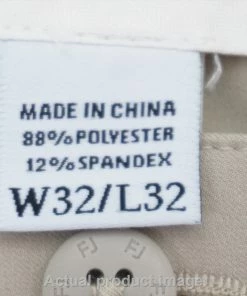 MADE IN CHINA
88%POLYESTER
12%SPANDEX
W32/L32
FJ FJ
Actual product image!